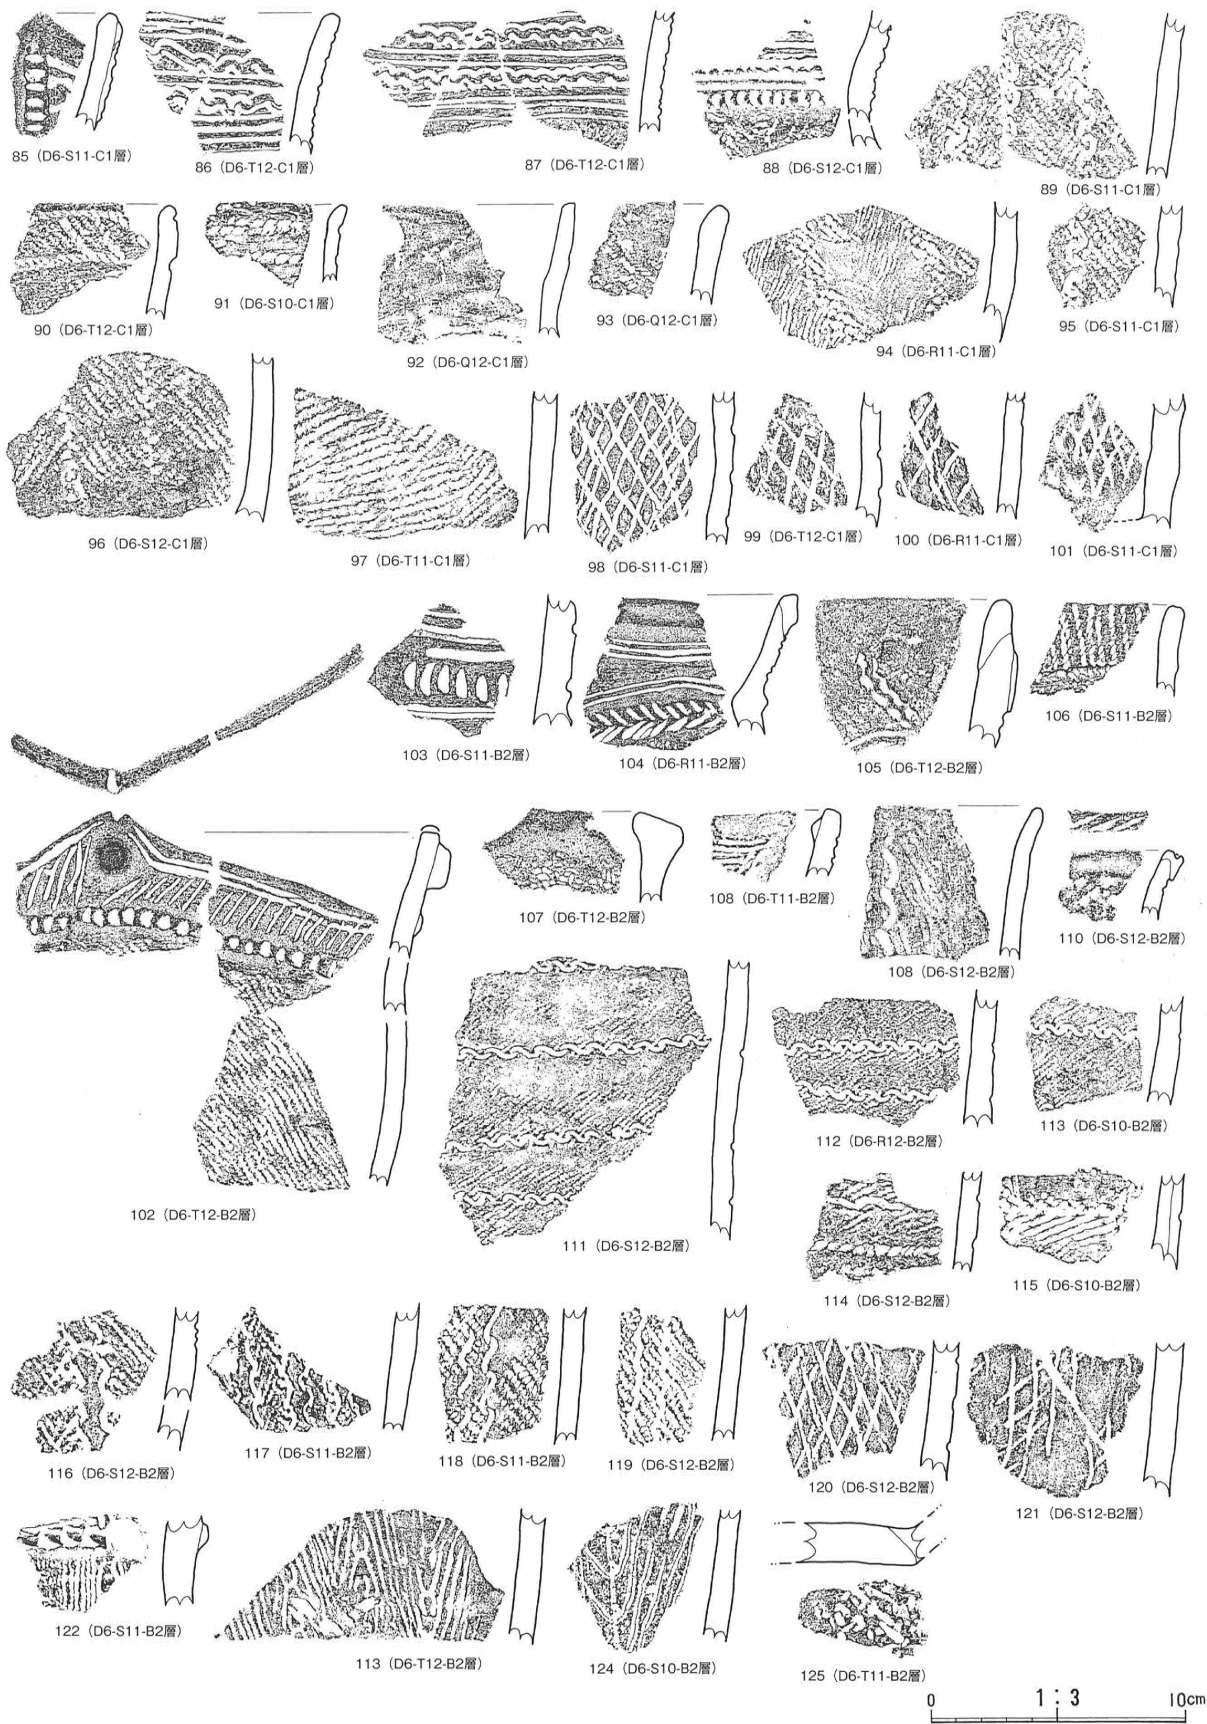 85（D6-S11-C1層）
86（D6-T12-C1層）
87（D6-T12-C1層）
88（D6-S12-C1層）
89（D6-S11-C1層）
90（D6-T12-C1層）
91（D6-S10-C1層）
92（D6-Q12-C1層）
93（D6-Q12-C1層）
94（D6-R11-C1層）
95（D6-S11-C1層）
96（D6-S12-C1層）
97（D6-T11-C1層）
98（D6-S11-C1層）
99（D6-T12-C1層）
100（D6-R11-C1層）
101（D6-S11-C1層）
103（D6-S11-B2層）
104（D6-R11-B2層）
105（D6-T12-B2層）
106（D6-S11-B2層）
107（D6-T12-B2層）
108（D6-T11-B2層）
108（D6-S12-B2層）
110（D6-S12-B2層）
102（D6-T12-B2層）
111（D6-S12-B2層）
112（D6-R12-B2層）
113（D6-S10-B2層）
114（D6-S12-B2層）
115（D6-S10-B2層）
116（D6-S12-B2層）
117（D6-S11-B2層）
118（D6-S11-B2層）
119（D6-S12-B2層）
120（D6-S12-B2層）
121（D6-S12-B2層）
122（D6-S11-B2層）
113（D6-T12-B2層）
124（D6-S10-B2層）
125（D6-T11-B2層）
0 1:3 10cm